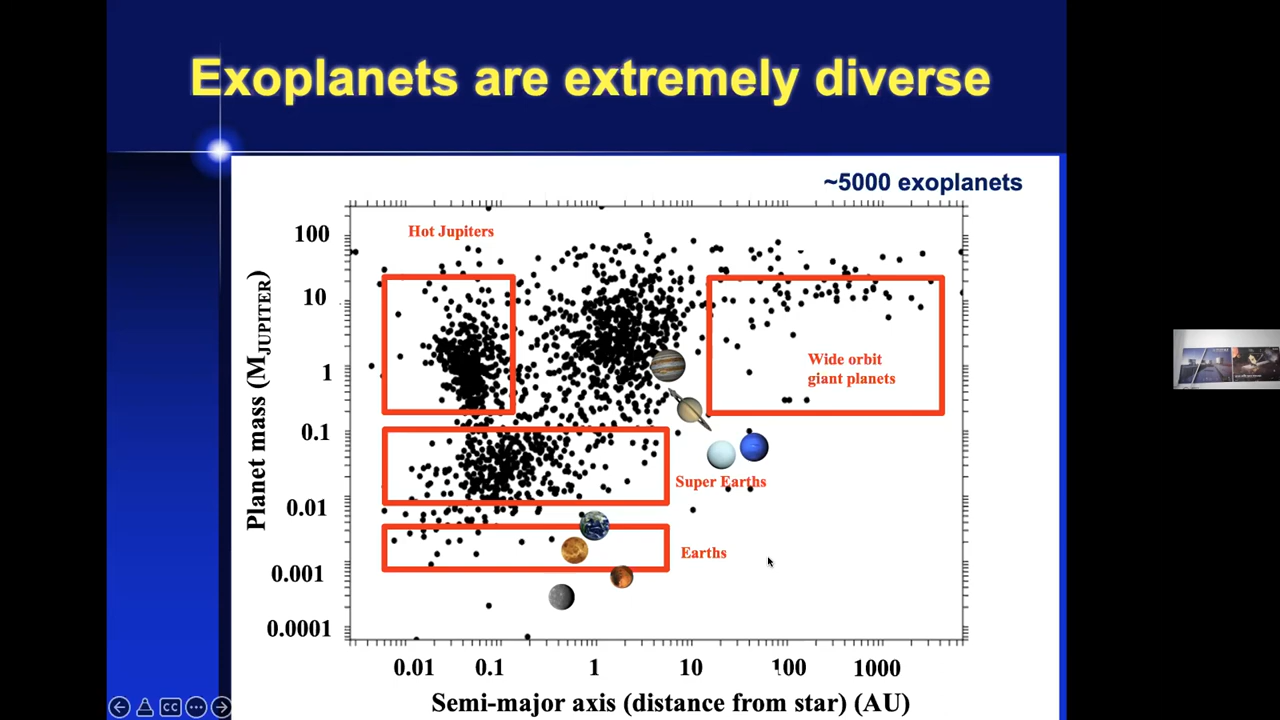 Exoplanets are extremely diverse
~5000 exoplanets
Hot Jupiters
Wide orbit
giant planets
Super Earths
Earths
Planet mass (MJUPITER)
100
10
1
0.1
0.01
0.001
0.0001
0.01 0.1 1 10 100 1000
Semi-major axis (distance from star) (AU)
CC